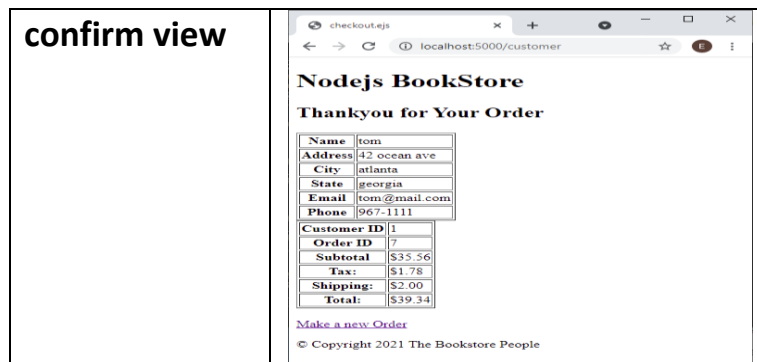 confirm view
checkout.ejs
localhost:5000/customer
E
Nodejs BookStore
Thankyou for Your Order
Name tom
Address 42 ocean ave
City atlanta
State georgia
Email tom@mail.com
Phone 967-1111
Customer ID 1
Order ID 7
Subtotal $35.56
Tax: $1.78
Shipping: $2.00
Total: $39.34
Make a new Order
© Copyright 2021 The Bookstore People